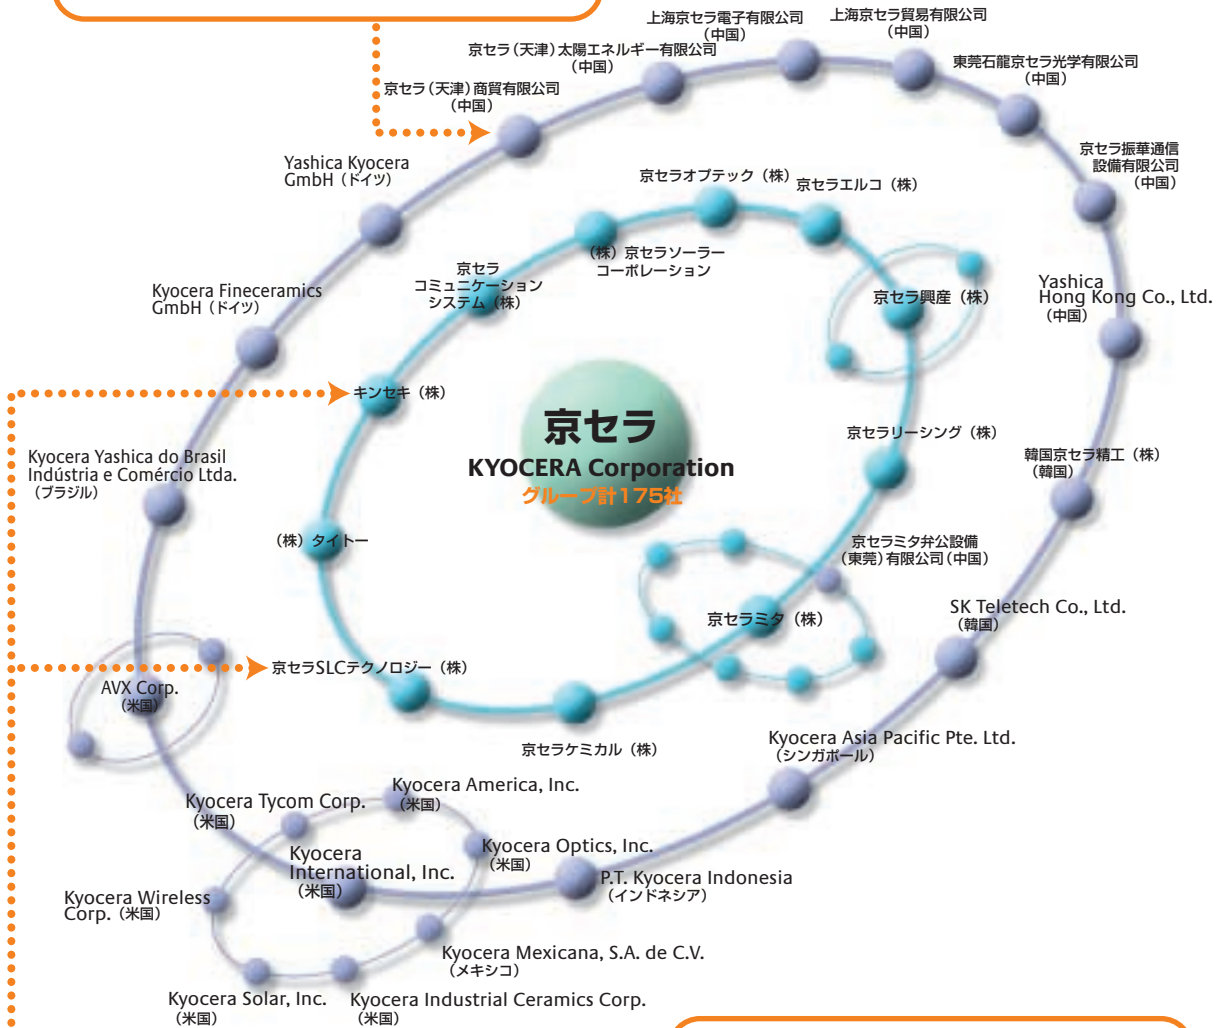 上海京セラ電子有限公司
（中国）
上海京セラ貿易有限公司
（中国）
京セラ（天津）太陽エネルギー有限公司
（中国）
東莞石龍京セラ光学有限公司
（中国）
京セラ（天津）商貿有限公司
（中国）
京セラ振華通信
設備有限公司
（中国）
Yashica Kyocera
GmbH（ドイツ）
京セラオプテック（株）
京セラエルコ（株）
（株）京セラソーラー
コーポレーション
京セラ
コミュニケーション
システム（株）
京セラ興産（株）
Yashica
Hong Kong Co., Ltd.
（中国）
Kyocera Fineceramics
GmbH（ドイツ）
キンセキ（株）
京セラ
KYOCERA Corporation
グループ計175社
京セラリーシング（株）
韓国京セラ精工（株）
（韓国）
Kyocera Yashica do Brasil
Indústria e Comércio Ltda.
（ブラジル）
（株）タイトー
京セラミタ弁公設備
（東莞）有限公司（中国）
京セラミタ（株）
SK Teletech Co., Ltd.
（韓国）
京セラSLCテクノロジー（株）
AVX Corp.
（米国）
京セラケミカル（株）
Kyocera Asia Pacific Pte. Ltd.
（シンガポール）
Kyocera America, Inc.
（米国）
Kyocera Tycom Corp.
（米国）
Kyocera
International, Inc.
（米国）
Kyocera Optics, Inc.
（米国）
P.T. Kyocera Indonesia
（インドネシア）
Kyocera Wireless
Corp.（米国）
Kyocera Mexicana, S.A. de C.V.
（メキシコ）
Kyocera Solar, Inc.
（米国）
Kyocera Industrial Ceramics Corp.
（米国）